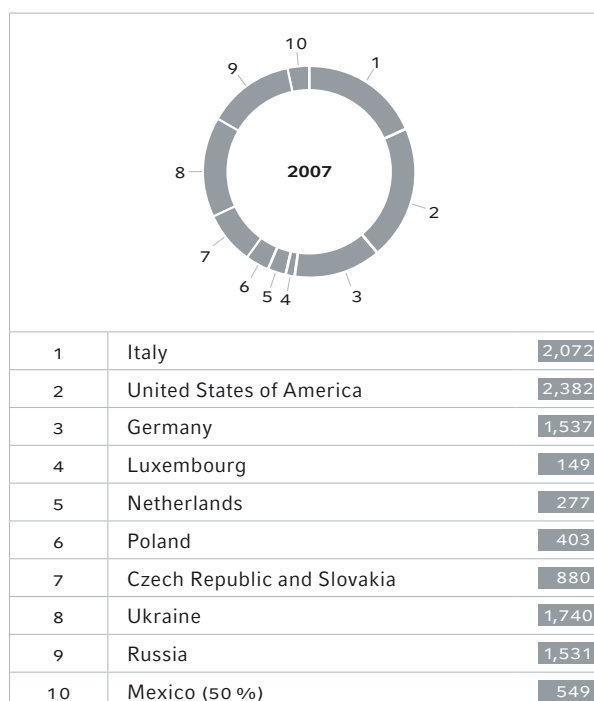 10
9
1
8
2007
2
7
6
5
4
3
1 Italy 2,072
2 United States of America 2,382
3 Germany 1,537
4 Luxembourg 149
5 Netherlands 277
6 Poland 403
7 Czech Republic and Slovakia 880
8 Ukraine 1,740
9 Russia 1,531
10 Mexico (50 %) 549